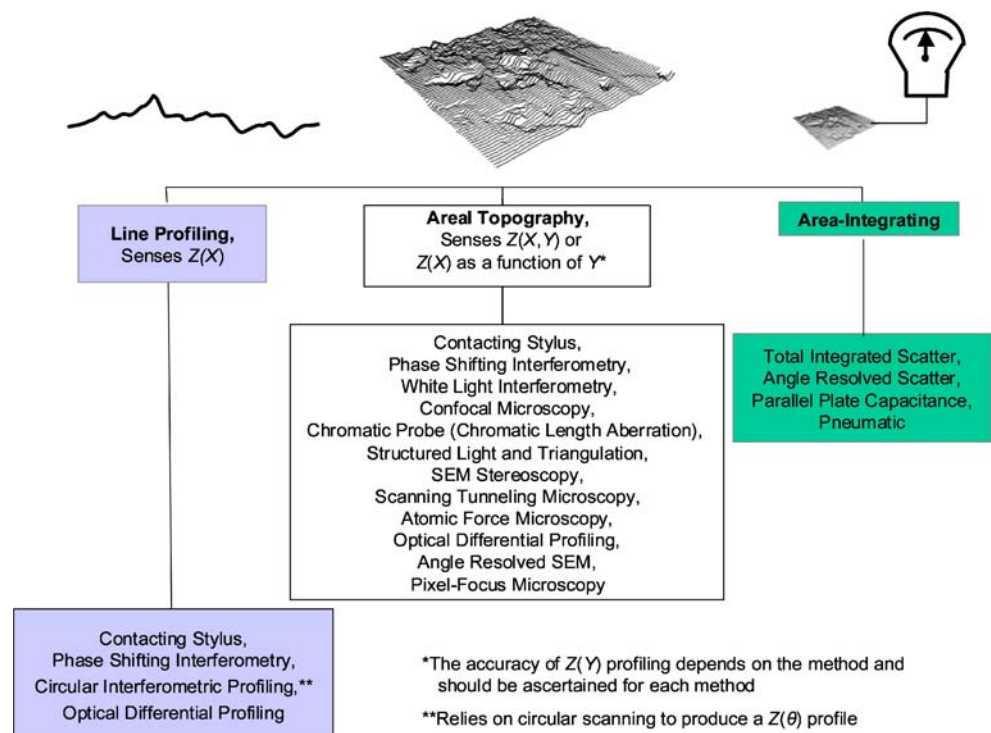 Line Profiling,
Senses Z(X)
Areal Topography,
Senses Z(X,Y) or
Z(X) as a function of Y*
Area-Integrating
Contacting Stylus,
Phase Shifting Interferometry,
White Light Interferometry,
Confocal Microscopy,
Chromatic Probe (Chromatic Length Aberration),
Structured Light and Triangulation,
SEM Stereoscopy,
Scanning Tunneling Microscopy,
Atomic Force Microscopy,
Optical Differential Profiling,
Angle Resolved SEM,
Pixel-Focus Microscopy
Total Integrated Scatter,
Angle Resolved Scatter,
Parallel Plate Capacitance,
Pneumatic
Contacting Stylus,
Phase Shifting Interferometry,
Circular Interferometric Profiling,**
Optical Differential Profiling
*The accuracy of Z(Y) profiling depends on the method and
should be ascertained for each method
**Relies on circular scanning to produce a Z(θ) profile